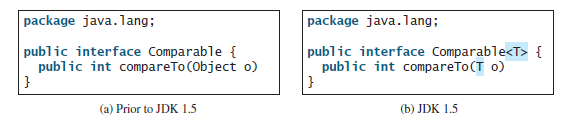 package java.lang;
public interface Comparable {
  public int compareTo(Object o)
}
(a) Prior to JDK 1.5
package java.lang;
public interface Comparable<T> {
  public int compareTo(T o)
}
(b) JDK 1.5